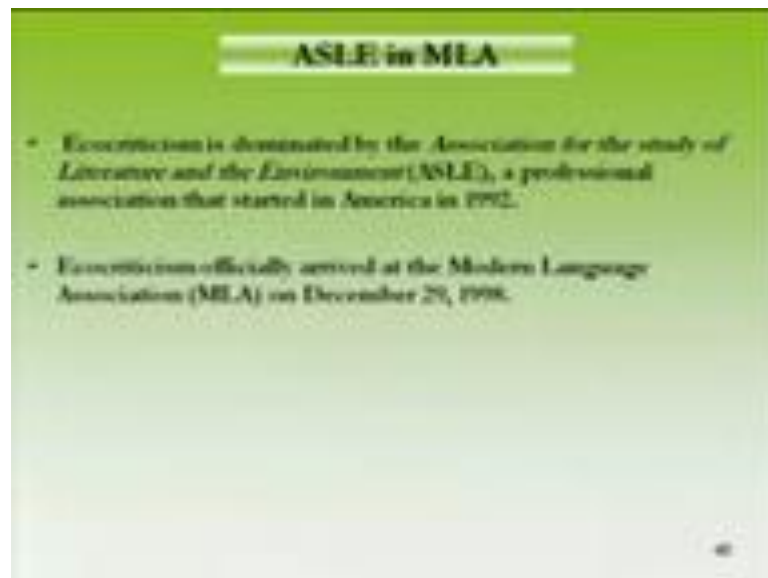 ASLE in MLA
• Ecocriticism is dominated by the Association for the study of
Literature and the Environment (ASLE), a professional
association that started in America in 1992.
• Ecocriticism officially arrived at the Modern Language
Association (MLA) on December 29, 1998.